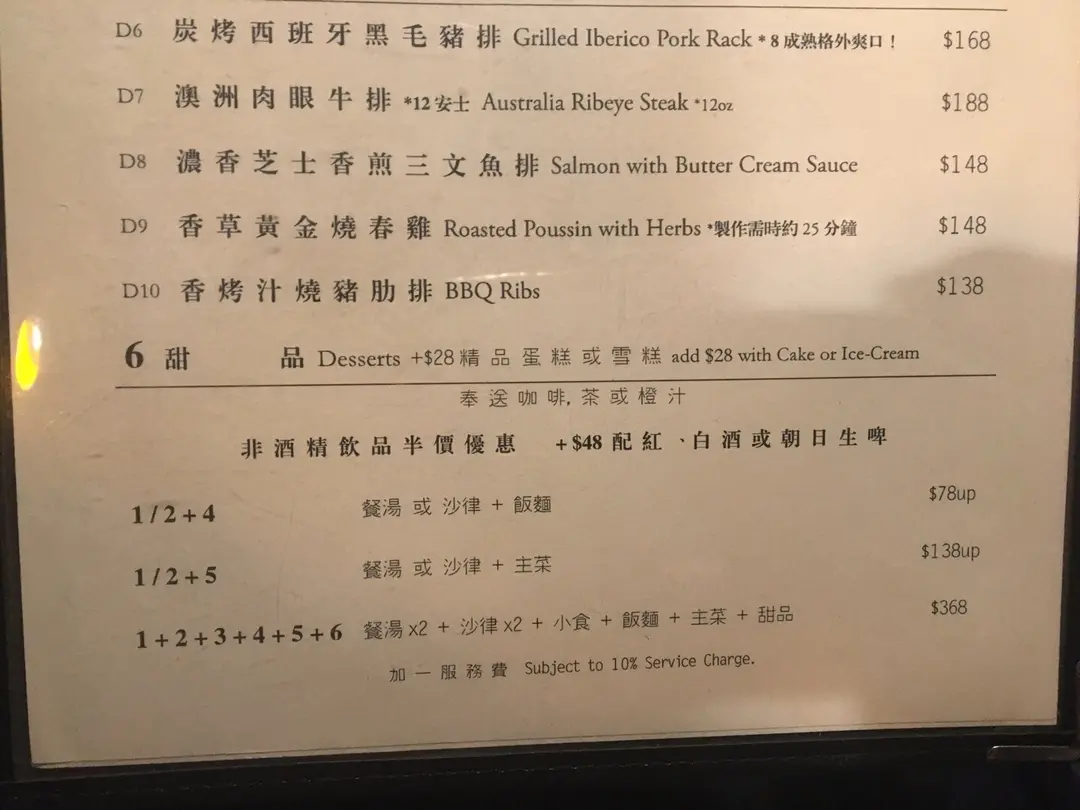 D6 炭烤西班牙黑毛豬排 Grilled Iberico Pork Rack *8成熟格外爽口! $168
D7 澳洲肉眼牛排 *12安士 Australia Ribeye Steak *12oz $188
D8 濃香芝士香煎三文魚排 Salmon with Butter Cream Sauce $148
D9 香草黃金燒春雞 Roasted Poussin with Herbs *製作需時約25分鐘 $148
D10 香烤汁燒豬肋排 BBQ Ribs $138
6 甜品 Desserts +$28精品蛋糕或雪糕 add $28 with Cake or Ice-Cream
奉送咖啡,茶或橙汁
非酒精飲品半價優惠 +$48配紅、白酒或朝日生啤
1/2+4 餐湯 或 沙律 + 飯麵 $78up
1/2+5 餐湯 或 沙律 + 主菜 $138up
1+2+3+4+5+6 餐湯x2 + 沙律x2 + 小食 + 飯麵 + 主菜 + 甜品 $368
加一服務費 Subject to 10% Service Charge.